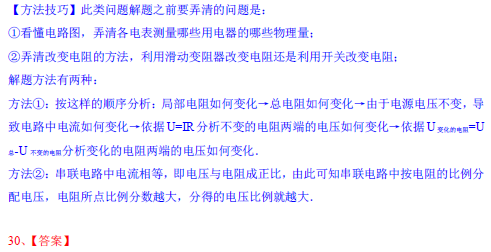 【方法技巧】此类问题解题之前要弄清的问题是：
①看懂电路图，弄清各电表测量哪些用电器的哪些物理量；
②弄清改变电阻的方法，利用滑动变阻器改变电阻还是利用开关改变电阻；
解题方法有两种：
方法①：按这样的顺序分析：局部电阻如何变化→总电阻如何变化→由于电源电压不变，导
致电路中电流如何变化→依据 U=IR 分析不变的电阻两端的电压如何变化→依据 U变化的电阻=U
总-U 不变的电阻分析变化的电阻两端的电压如何变化．
方法②：串联电路中电流相等，即电压与电阻成正比，由此可知串联电路中按电阻的比例分
配电压，电阻所点比例分数越大，分得的电压比例就越大．
30、【答案】